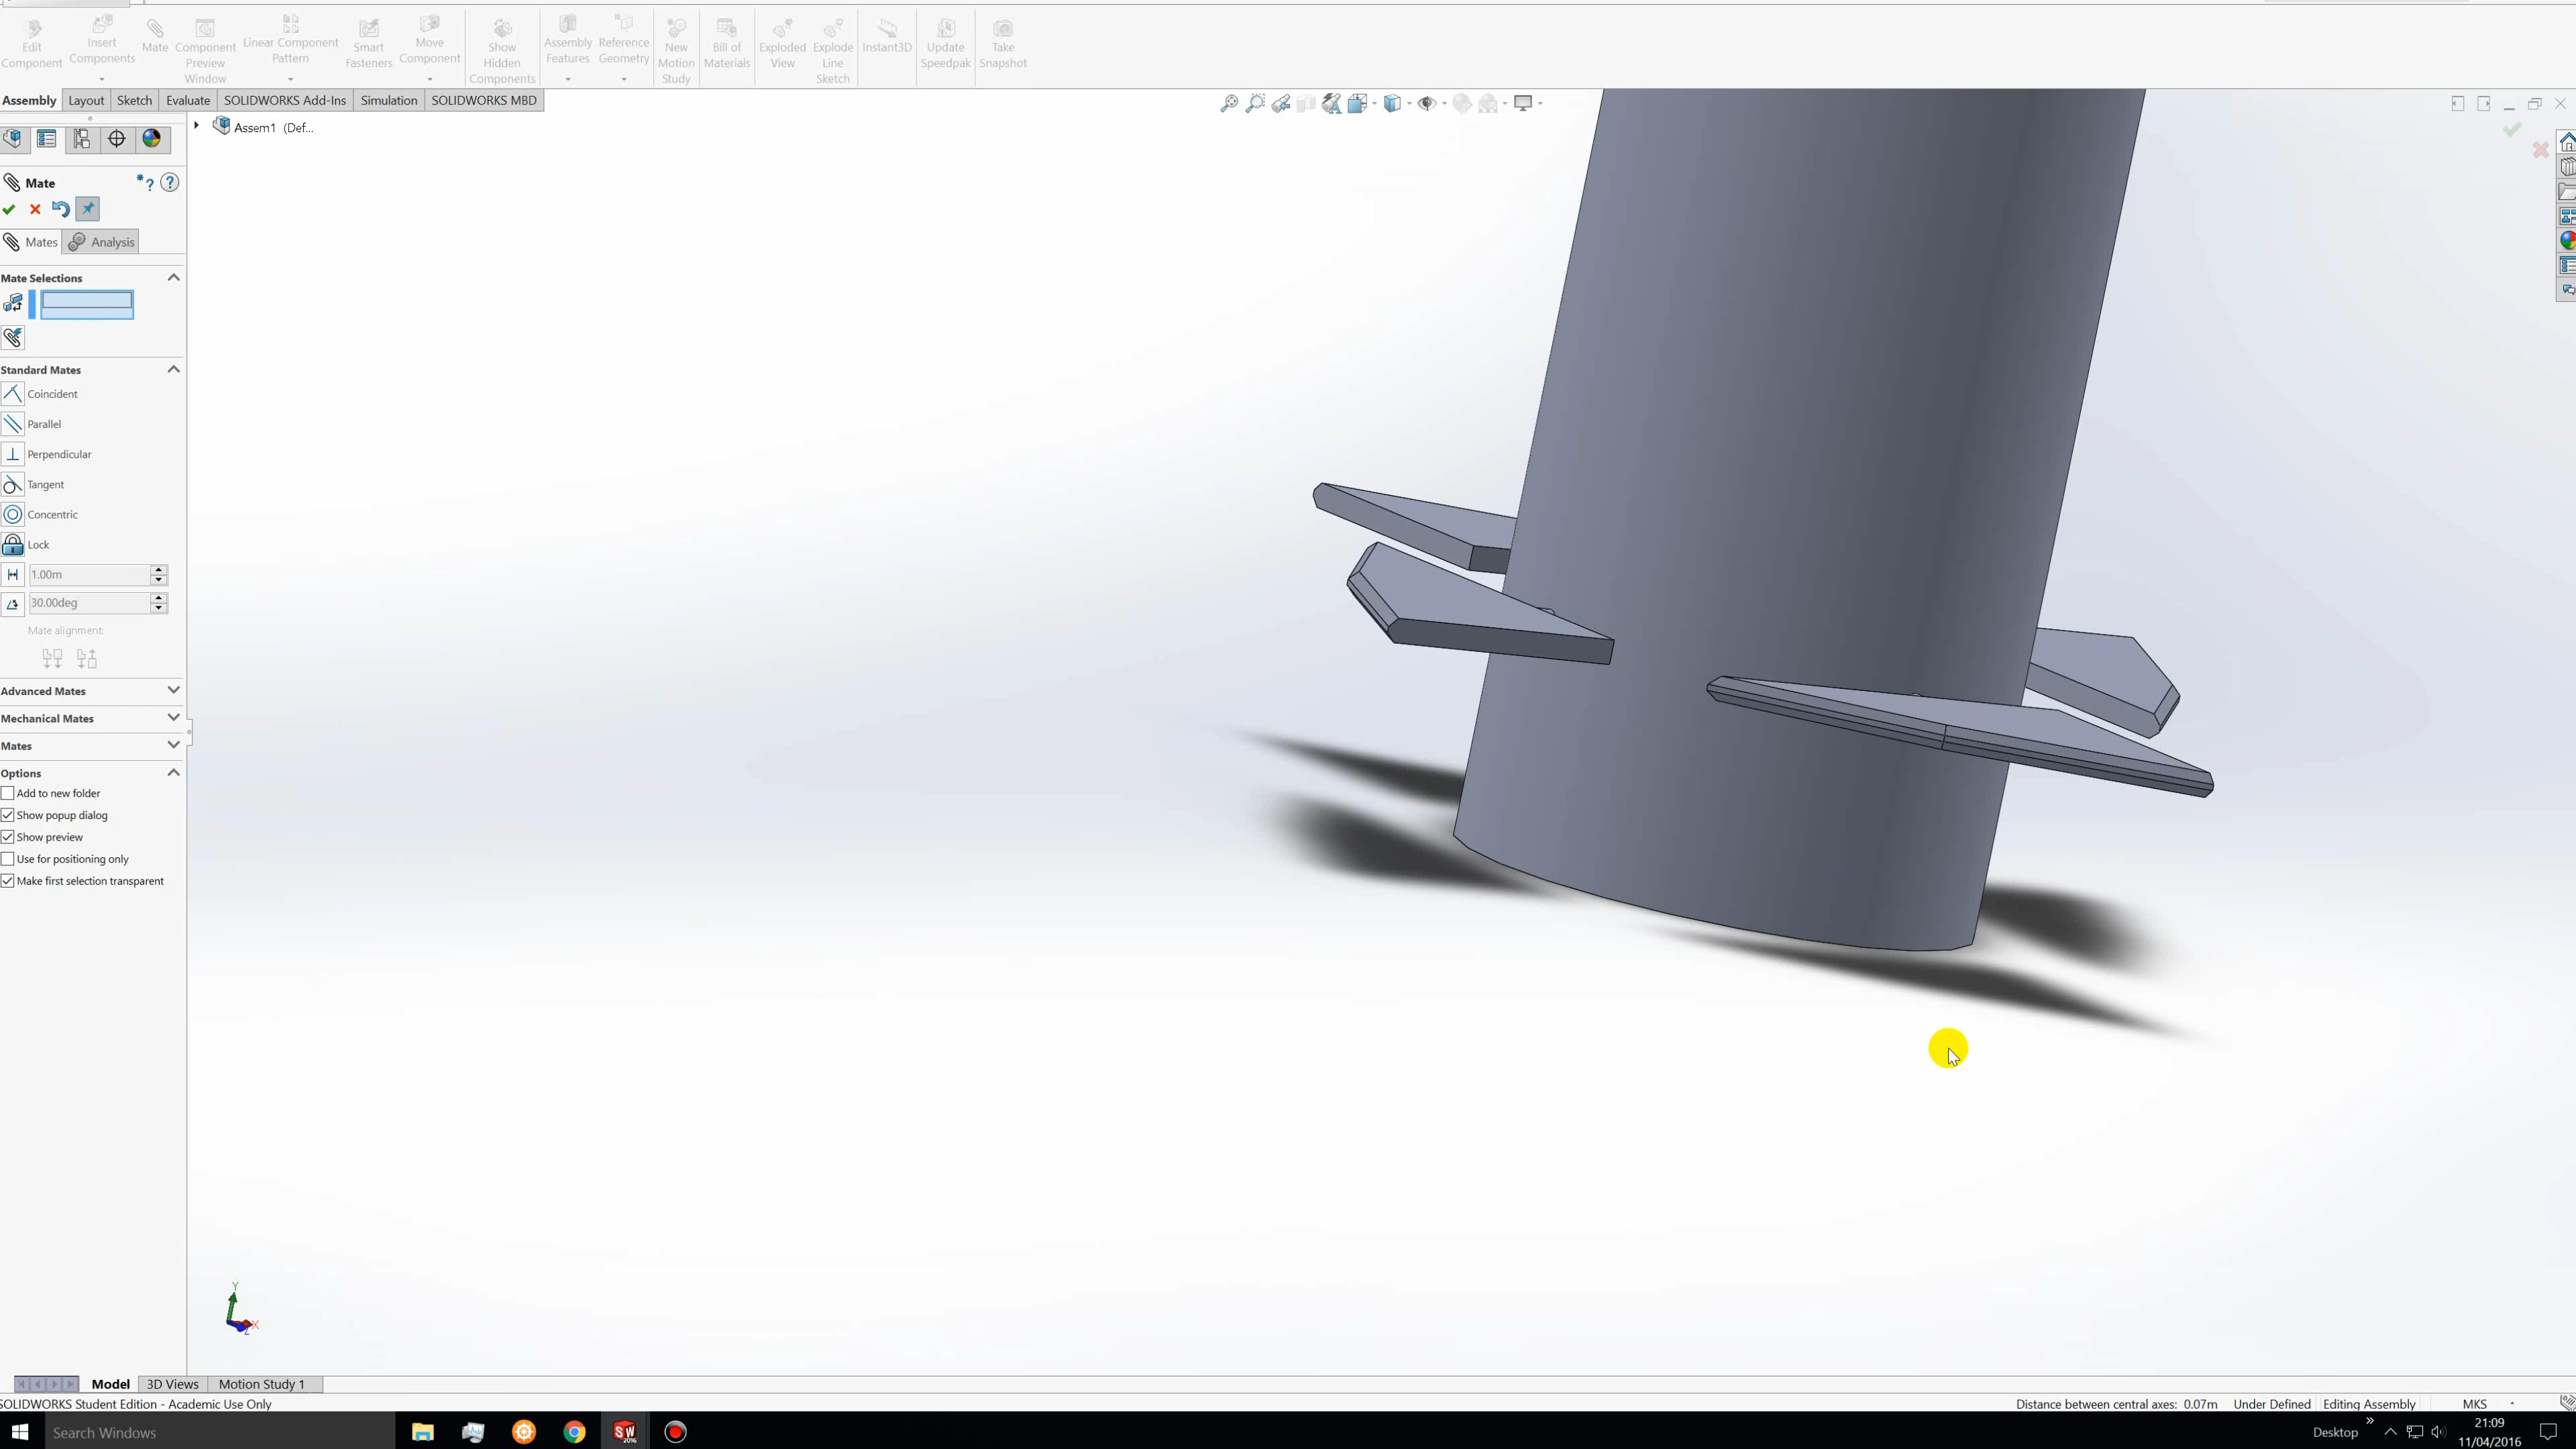 Edit Component
Insert Components
Mate
Component Preview Window
Linear Component Pattern
Smart Fasteners
Move Component
Show Hidden Components
Assembly Features
Reference Geometry
New Motion Study
Bill of Materials
Exploded View
Explode Line Sketch
Instant3D
Update Speedpak
Take Snapshot
Assembly Layout Sketch Evaluate SOLIDWORKS Add-Ins Simulation SOLIDWORKS MBD
Assem1 (Def...
Mate
Mates Analysis
Mate Selections
Standard Mates
Coincident
Parallel
Perpendicular
Tangent
Concentric
Lock
1.00m
30.00deg
Mate alignment:
Advanced Mates
Mechanical Mates
Mates
Options
Add to new folder
Show popup dialog
Show preview
Use for positioning only
Make first selection transparent
Y
X
Z
Model 3D Views Motion Study 1
SOLIDWORKS Student Edition - Academic Use Only
Distance between central axes: 0.07m Under Defined Editing Assembly MKS
Search Windows
SW
2016
Desktop
21:09
11/04/2016